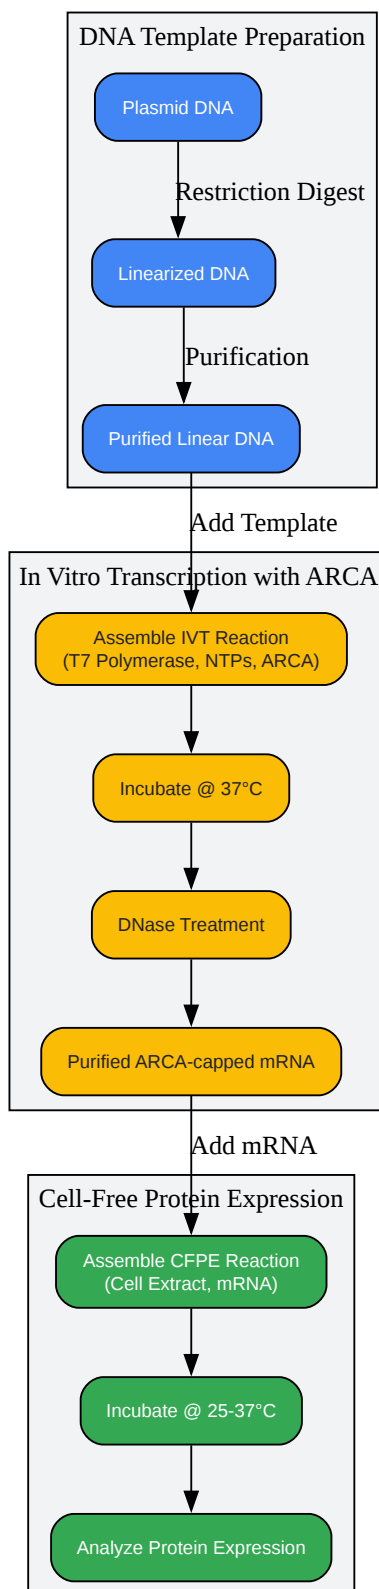 DNA Template Preparation
Plasmid DNA
Restriction Digest
Linearized DNA
Purification
Purified Linear DNA
Add Template
In Vitro Transcription with ARCA
Assemble IVT Reaction
(T7 Polymerase, NTPs, ARCA)
Incubate @ 37°C
DNase Treatment
Purified ARCA-capped mRNA
Add mRNA
Cell-Free Protein Expression
Assemble CFPE Reaction
(Cell Extract, mRNA)
Incubate @ 25-37°C
Analyze Protein Expression